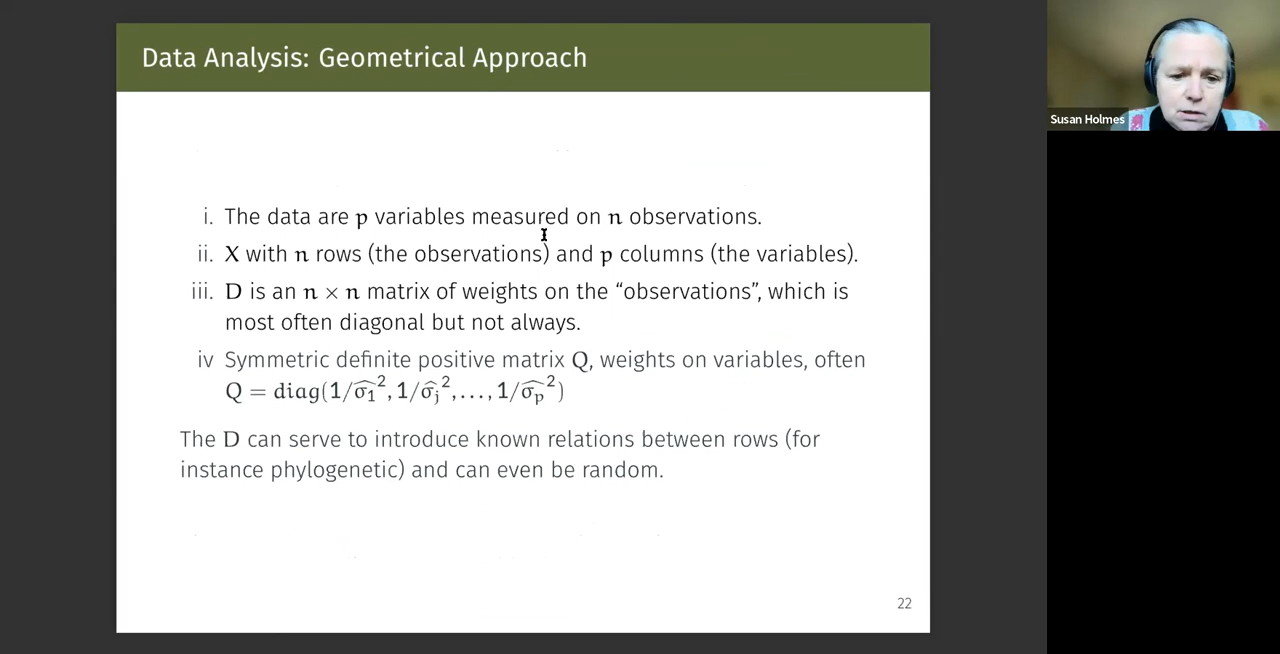 Data Analysis: Geometrical Approach
Susan Holmes
i. The data are p variables measured on n observations.
ii. X with n rows (the observations) and p columns (the variables).
iii. D is an n × n matrix of weights on the “observations”, which is
most often diagonal but not always.
iv Symmetric definite positive matrix Q, weights on variables, often
Q = diag(1/σ̂₁², 1/σ̂ⱼ², ..., 1/σ̂ₚ²)
The D can serve to introduce known relations between rows (for
instance phylogenetic) and can even be random.
22